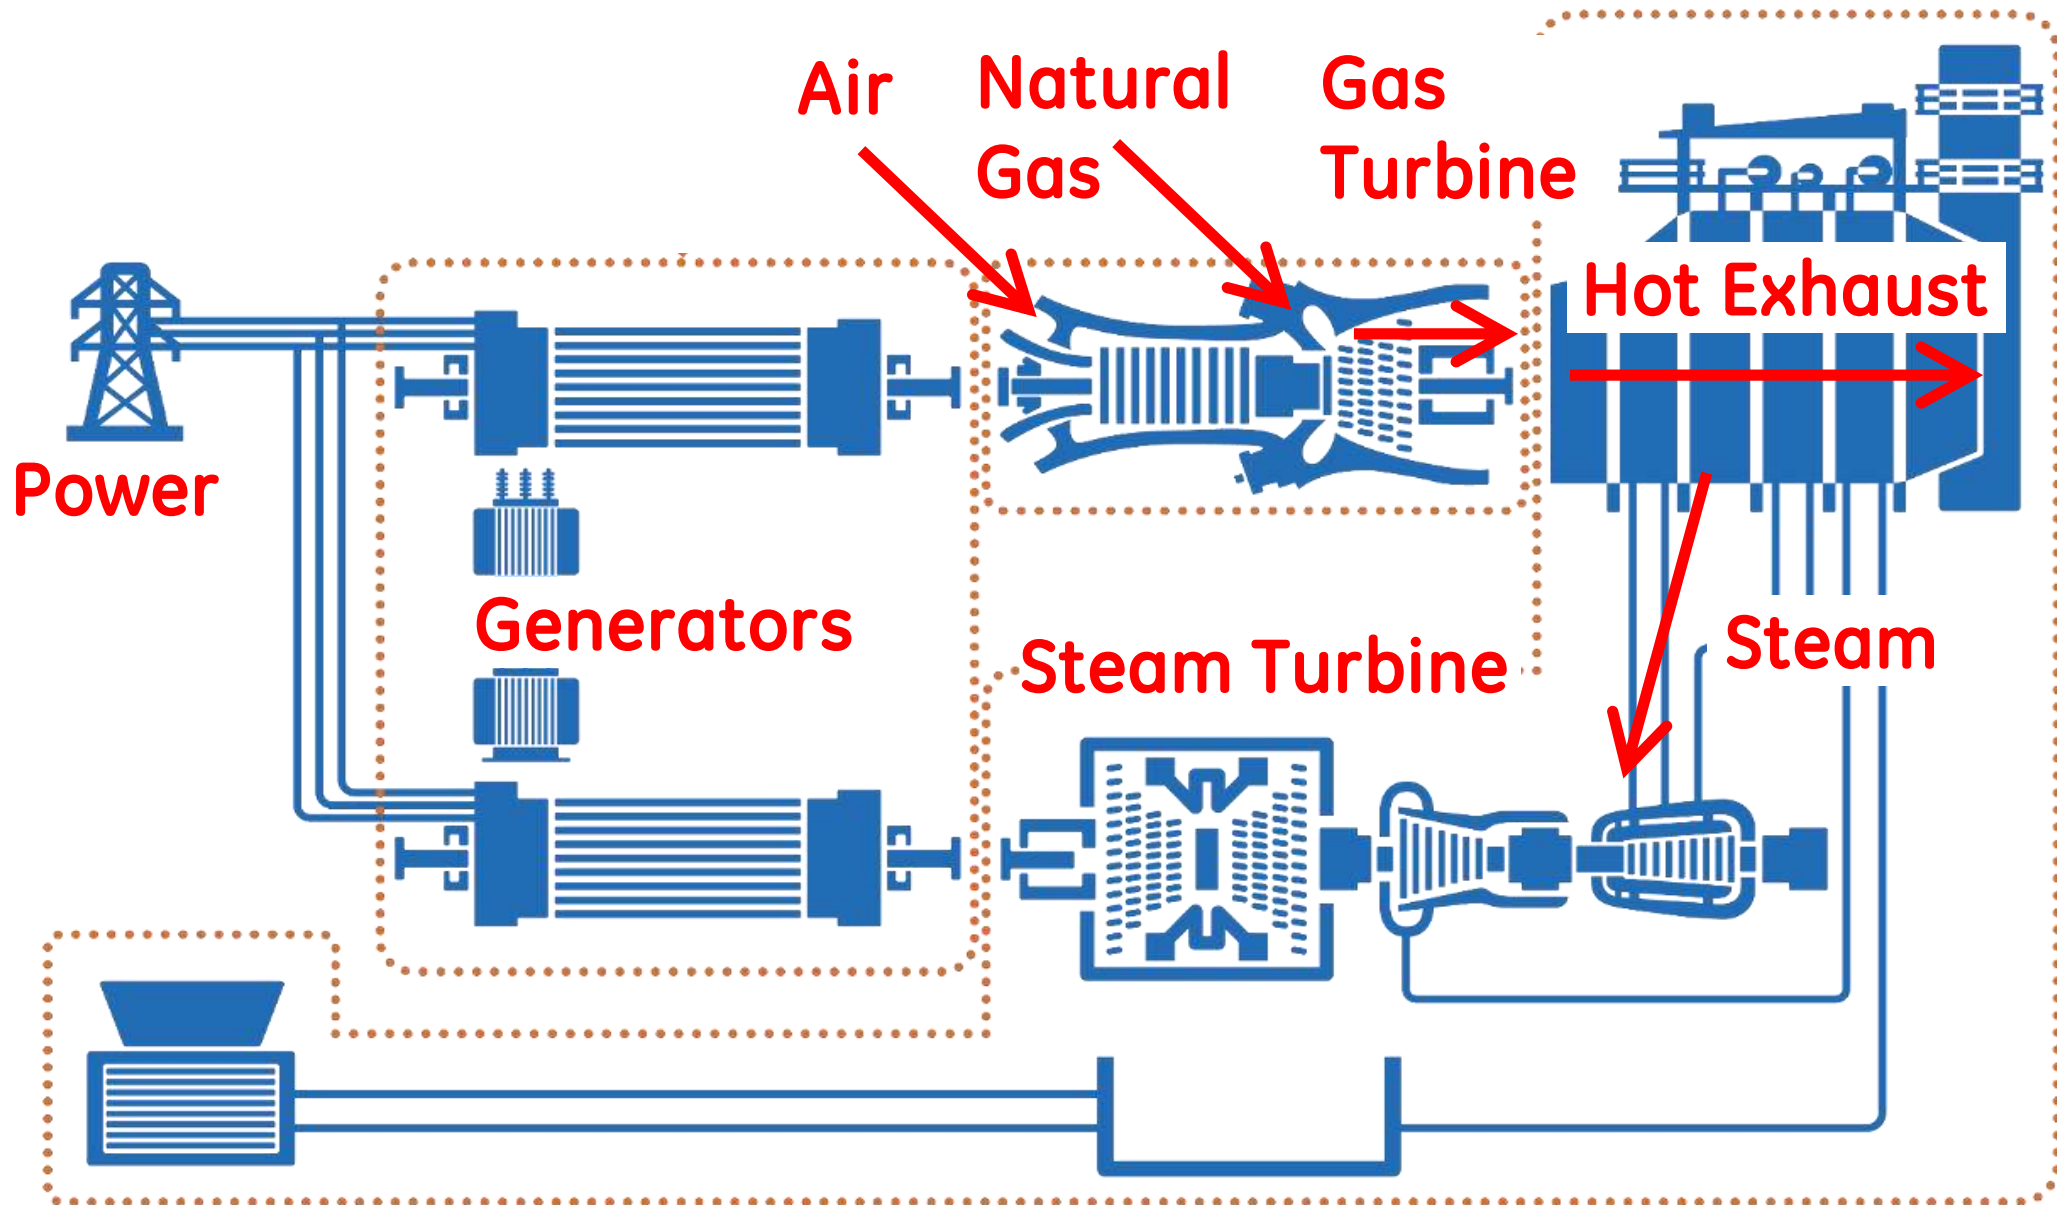 Air
Natural
Gas
Gas
Turbine
Hot Exhaust
Power
Generators
Steam Turbine
Steam